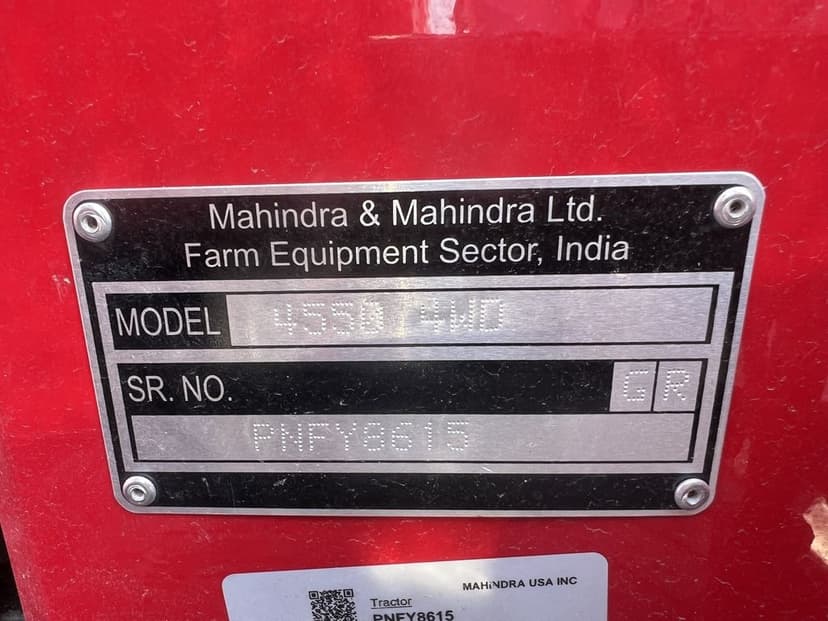 Mahindra & Mahindra Ltd.
Farm Equipment Sector, India
MODEL 4550 4WD
SR. NO. GR
PNFY8615
MAHINDRA USA INC
Tractor
PNFY8615